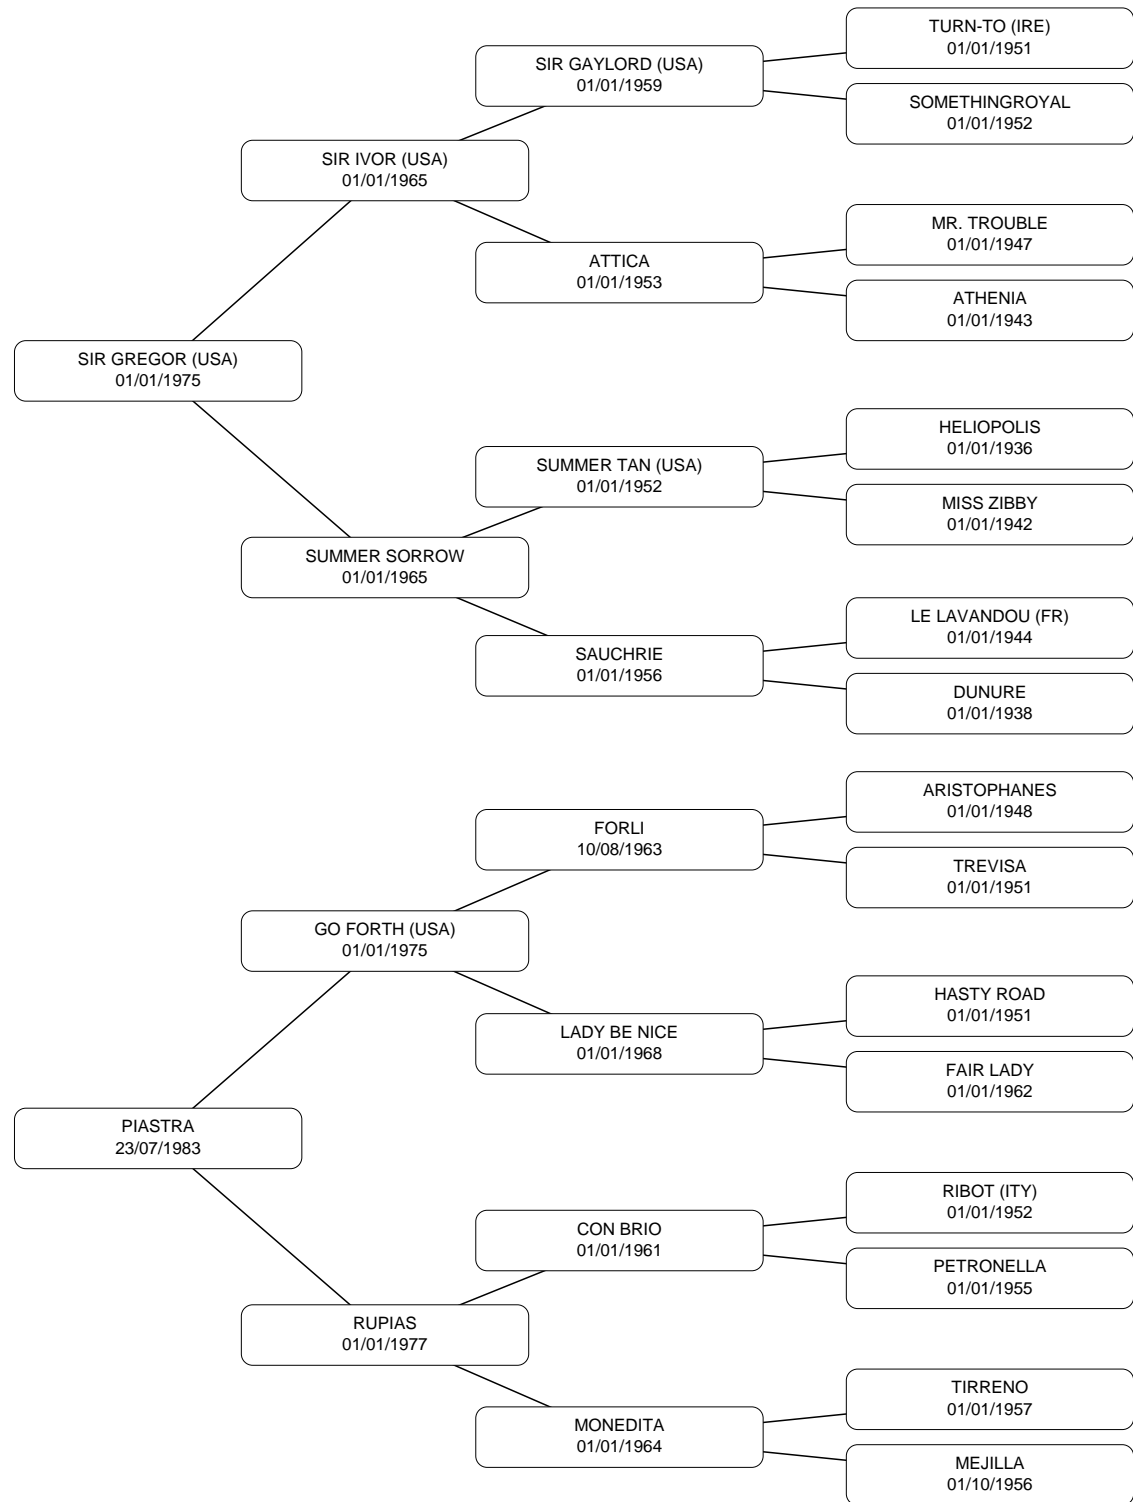 TURN-TO (IRE)
01/01/1951
SIR GAYLORD (USA)
01/01/1959
SOMETHINGROYAL
01/01/1952
SIR IVOR (USA)
01/01/1965
MR. TROUBLE
01/01/1947
ATTICA
01/01/1953
ATHENIA
01/01/1943
SIR GREGOR (USA)
01/01/1975
HELIOPOLIS
01/01/1936
SUMMER TAN (USA)
01/01/1952
MISS ZIBBY
01/01/1942
SUMMER SORROW
01/01/1965
LE LAVANDOU (FR)
01/01/1944
SAUCHRIE
01/01/1956
DUNURE
01/01/1938
ARISTOPHANES
01/01/1948
FORLI
10/08/1963
TREVISA
01/01/1951
GO FORTH (USA)
01/01/1975
HASTY ROAD
01/01/1951
LADY BE NICE
01/01/1968
FAIR LADY
01/01/1962
PIASTRA
23/07/1983
RIBOT (ITY)
01/01/1952
CON BRIO
01/01/1961
PETRONELLA
01/01/1955
RUPIAS
01/01/1977
TIRRENO
01/01/1957
MONEDITA
01/01/1964
MEJILLA
01/10/1956